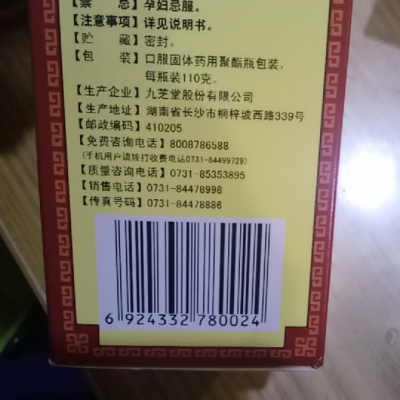 【禁　　忌】孕妇忌服。
【注意事项】详见说明书。
【贮　　藏】密封。
【包　　装】口服固体药用聚酯瓶包装，
每瓶装110克。
【生产企业】九芝堂股份有限公司
【生产地址】湖南省长沙市桐梓坡西路339号
【邮政编码】410205
【免费咨询电话】8008786588
(手机用户请拨打收费电话0731-84499729)
【质量咨询电话】0731-85353895
【销售电话】0731-84478998
【传真号码】0731-84478886
6 924332 780024